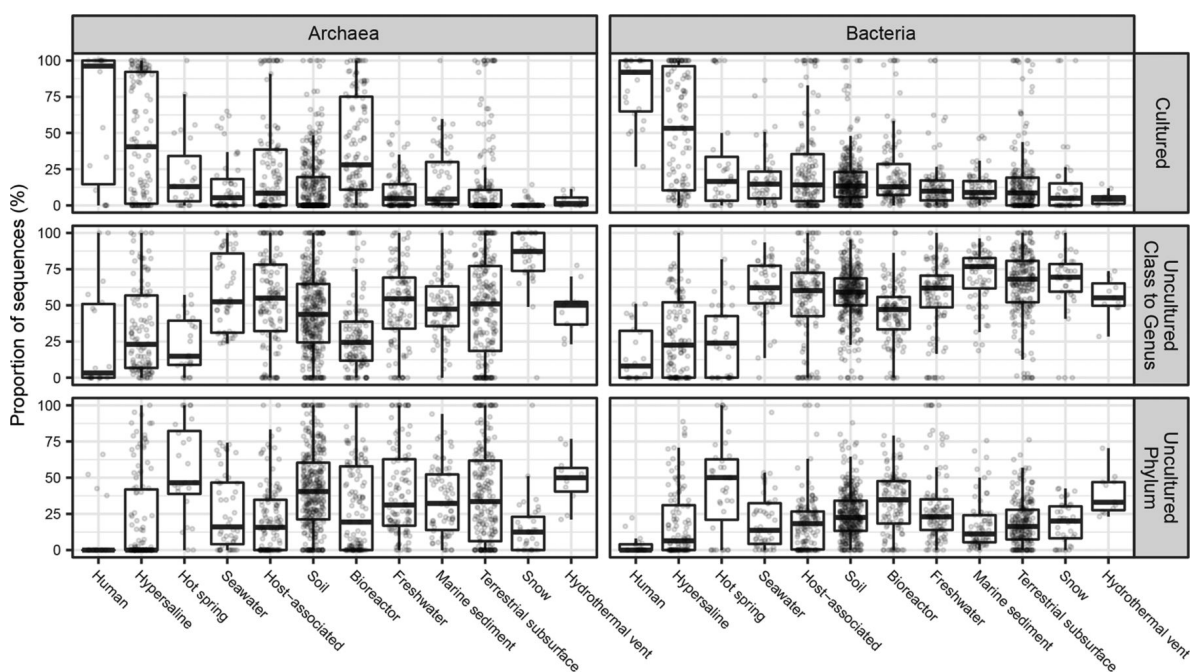 Archaea
Bacteria
Proportion of sequences (%)
100
75
50
25
0
Cultured
100
75
50
25
0
Uncultured
Class to Genus
100
75
50
25
0
Uncultured
Phylum
Human
Hypersaline
Hot spring
Seawater
Host-associated
Soil
Bioreactor
Freshwater
Marine sediment
Terrestrial subsurface
Snow
Hydrothermal vent
Human
Hypersaline
Hot spring
Seawater
Host-associated
Soil
Bioreactor
Freshwater
Marine sediment
Terrestrial subsurface
Snow
Hydrothermal vent